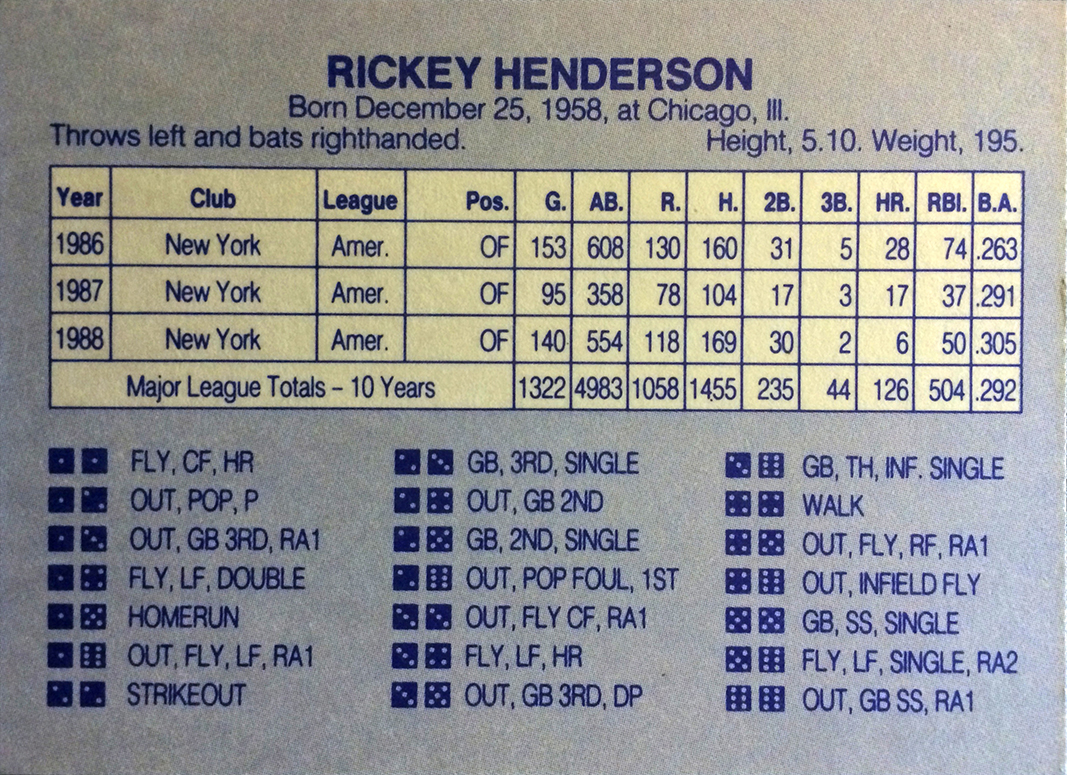 RICKEY HENDERSON
Born December 25, 1958, at Chicago, Ill.
Throws left and bats righthanded. Height, 5.10. Weight, 195.
Year Club League Pos. G. AB. R. H. 2B. 3B. HR. RBI. B.A.
1986 New York Amer. OF 153 608 130 160 31 5 28 74 .263
1987 New York Amer. OF 95 358 78 104 17 3 17 37 .291
1988 New York Amer. OF 140 554 118 169 30 2 6 50 .305
Major League Totals – 10 Years 1322 4983 1058 1455 235 44 126 504 .292
FLY, CF, HR
OUT, POP, P
OUT, GB 3RD, RA1
FLY, LF, DOUBLE
HOMERUN
OUT, FLY, LF, RA1
STRIKEOUT
GB, 3RD, SINGLE
OUT, GB 2ND
GB, 2ND, SINGLE
OUT, POP FOUL, 1ST
OUT, FLY CF, RA1
FLY, LF, HR
OUT, GB 3RD, DP
GB, TH, INF. SINGLE
WALK
OUT, FLY, RF, RA1
OUT, INFIELD FLY
GB, SS, SINGLE
FLY, LF, SINGLE, RA2
OUT, GB SS, RA1